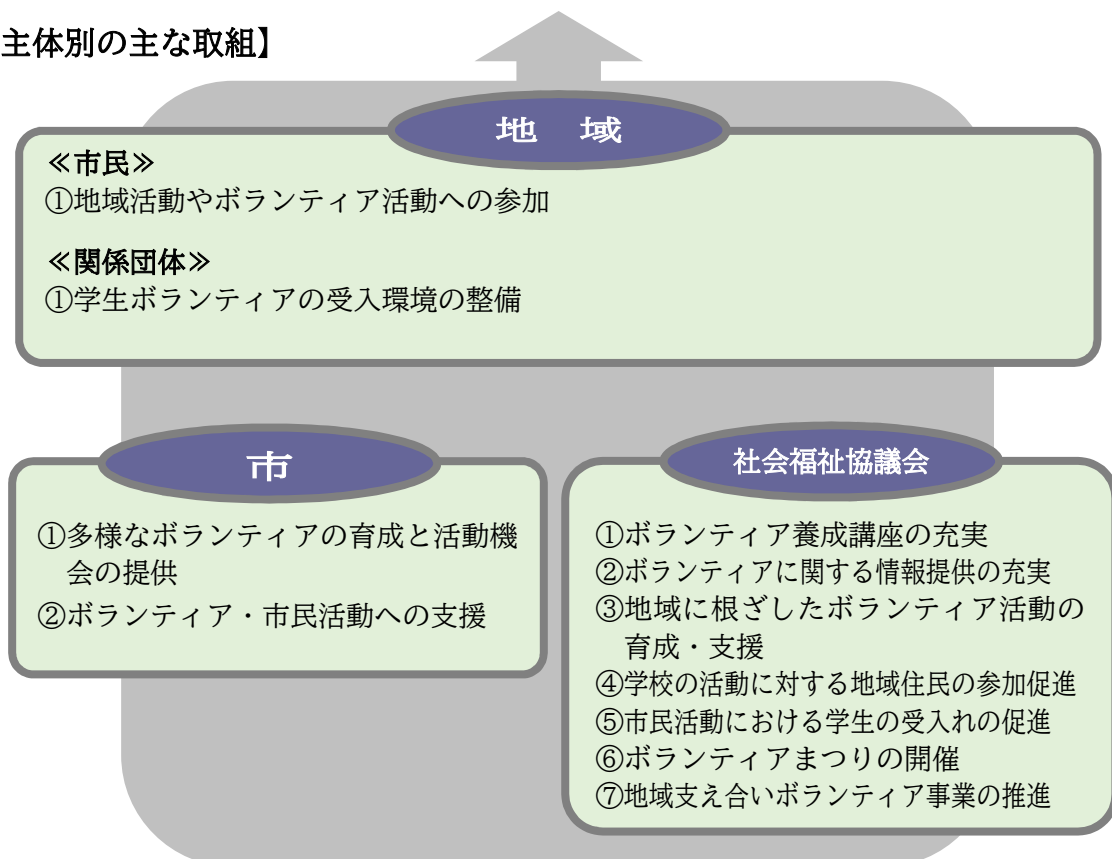 主体別の主な取組】
地　域
≪市民≫
①地域活動やボランティア活動への参加
≪関係団体≫
①学生ボランティアの受入環境の整備
市
①多様なボランティアの育成と活動機
会の提供
②ボランティア・市民活動への支援
社会福祉協議会
①ボランティア養成講座の充実
②ボランティアに関する情報提供の充実
③地域に根ざしたボランティア活動の
育成・支援
④学校の活動に対する地域住民の参加促進
⑤市民活動における学生の受入れの促進
⑥ボランティアまつりの開催
⑦地域支え合いボランティア事業の推進